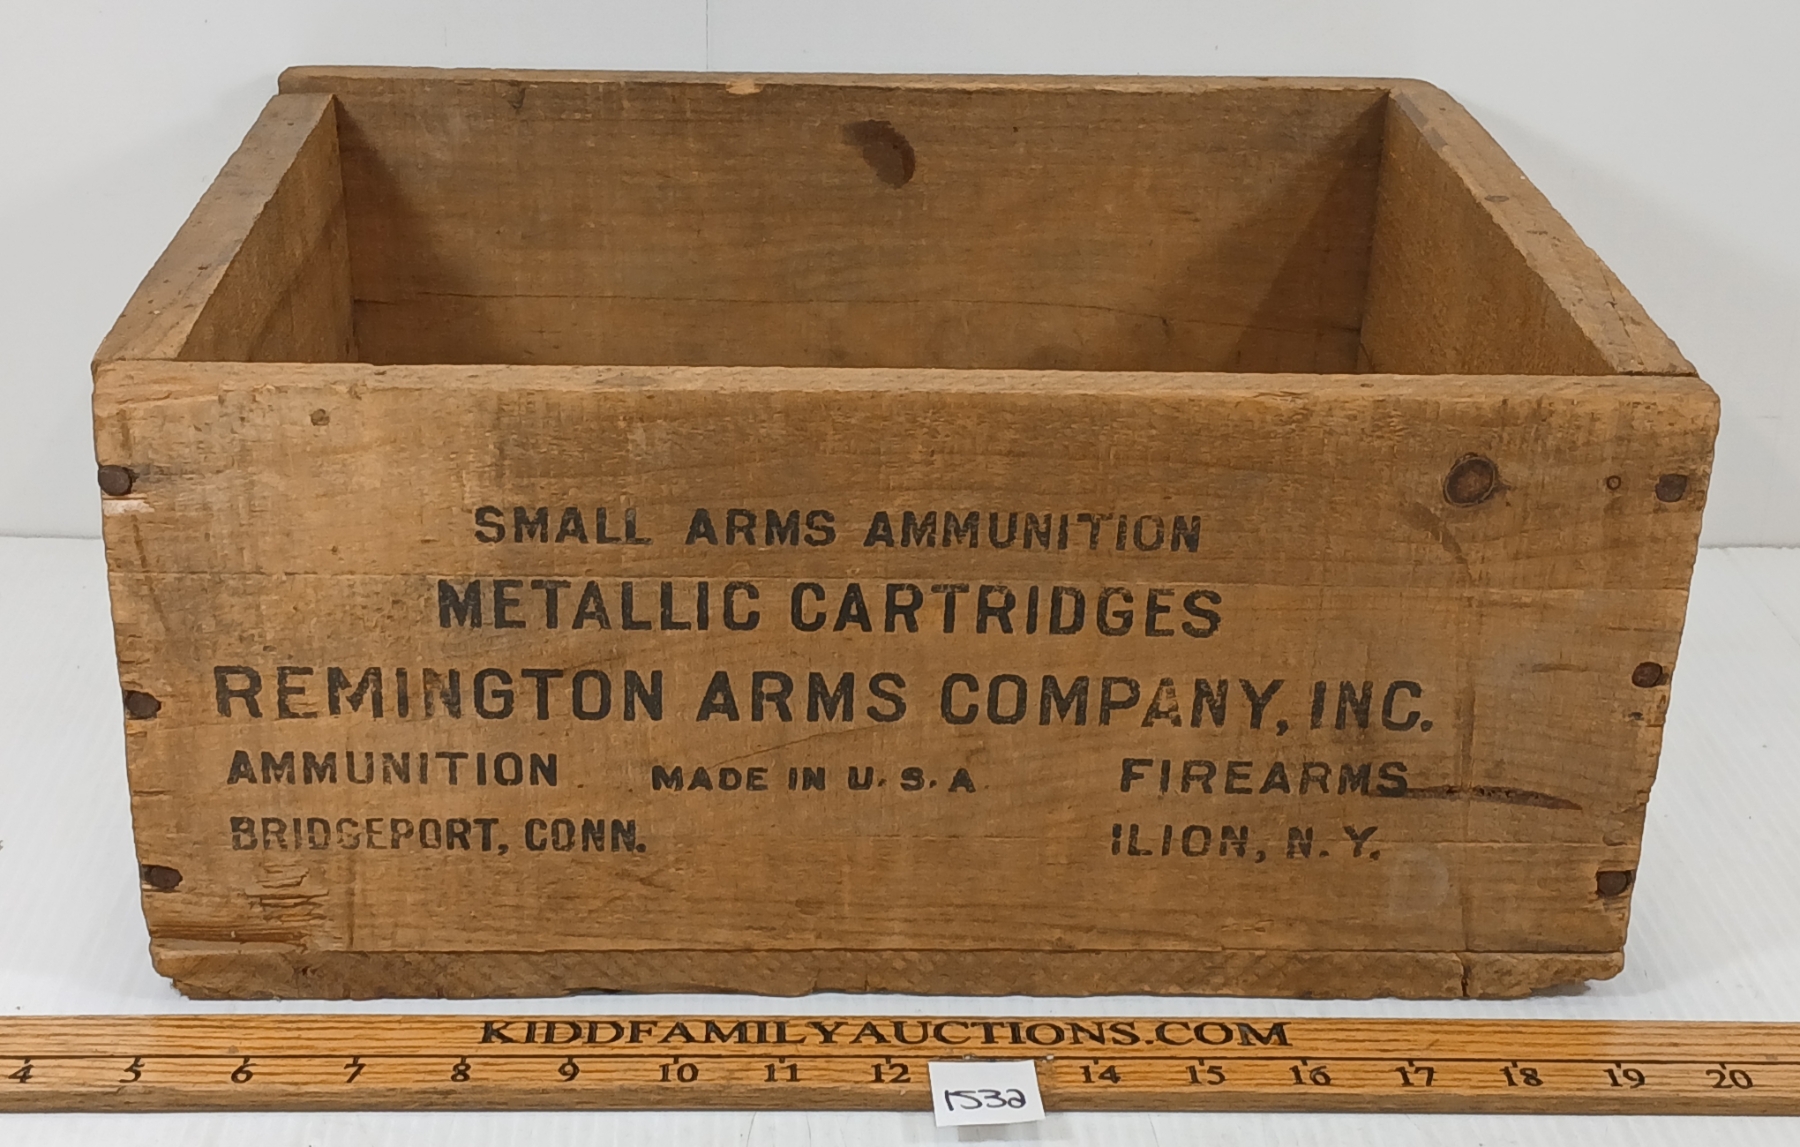 SMALL ARMS AMMUNITION
METALLIC CARTRIDGES
REMINGTON ARMS COMPANY, INC.
AMMUNITION MADE IN U.S.A FIREARMS
BRIDGEPORT, CONN. ILION, N.Y.
KIDDFAMILYAUCTIONS.COM
4 5 6 7 8 9 10 11 12 14 15 16 17 18 19 20
1532